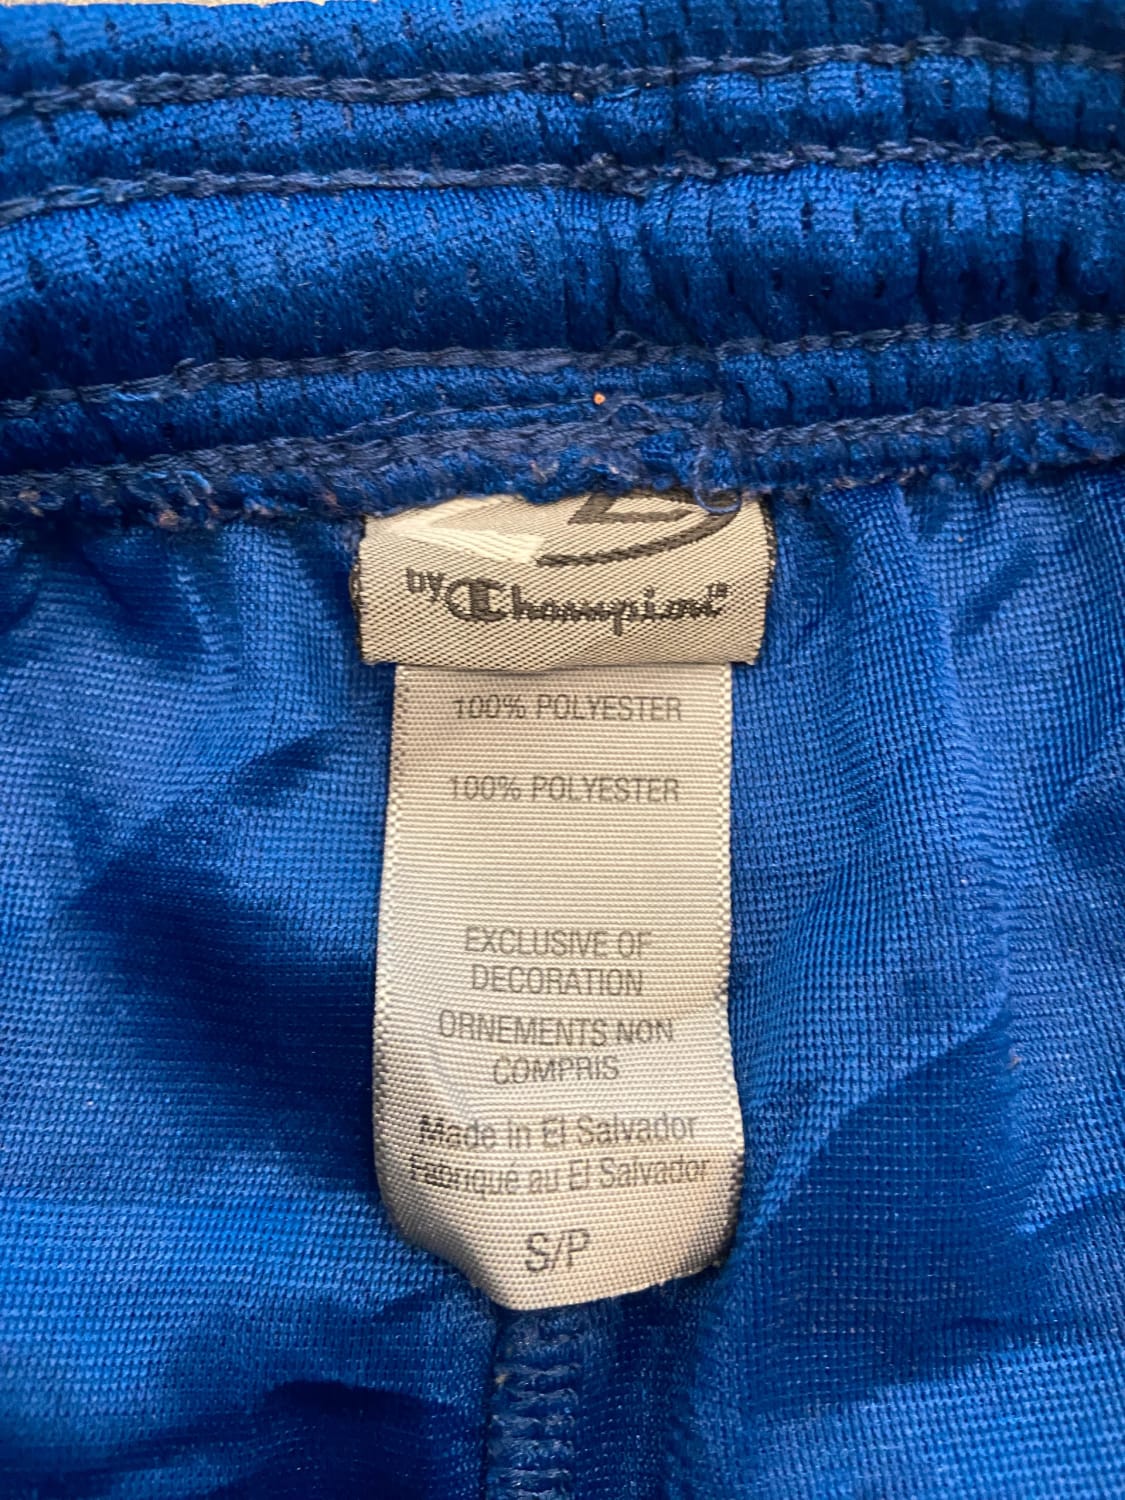 by Champion®
100% POLYESTER
100% POLYESTER
EXCLUSIVE OF
DECORATION
ORNEMENTS NON
COMPRIS
Made in El Salvador
Fabriqué au El Salvador
S/P